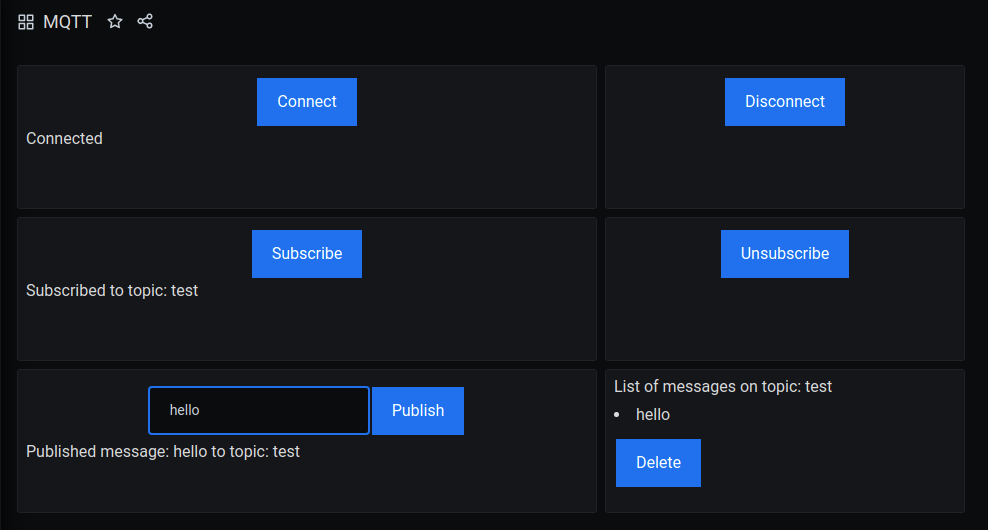 MQTT
Connect
Disconnect
Connected
Subscribe
Unsubscribe
Subscribed to topic: test
hello
Publish
Published message: hello to topic: test
List of messages on topic: test
hello
Delete